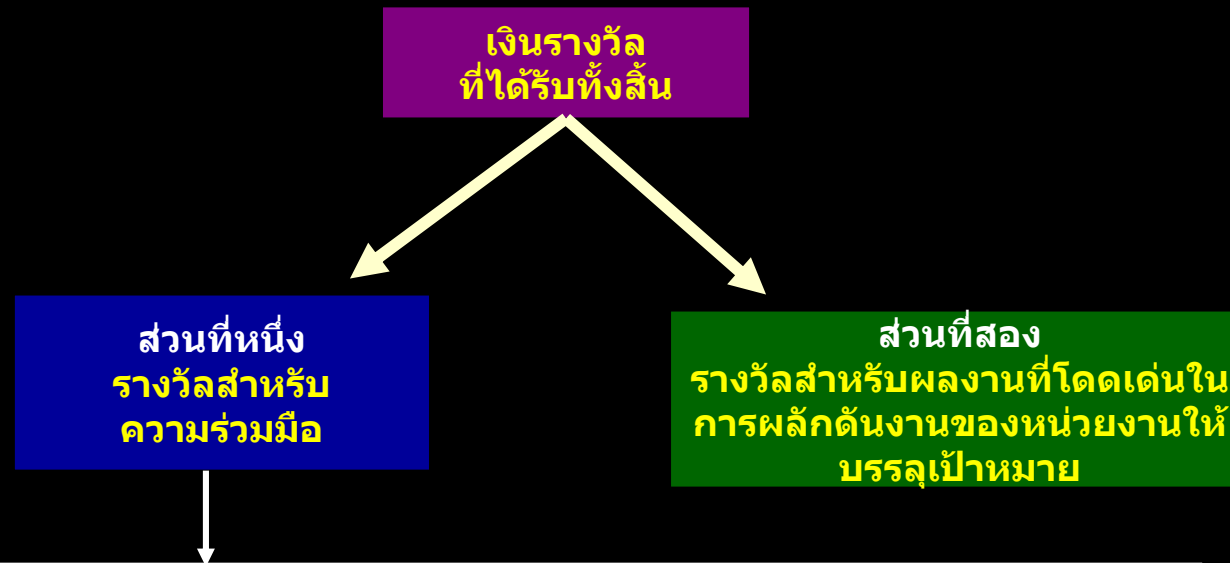 เงินรางวัล
ที่ได้รับทั้งสิ้น
ส่วนที่หนึ่ง
รางวัลสำหรับ
ความร่วมมือ
ส่วนที่สอง
รางวัลสำหรับผลงานที่โดดเด่นใน
การผลักดันงานของหน่วยงานให้
บรรลุเป้าหมาย